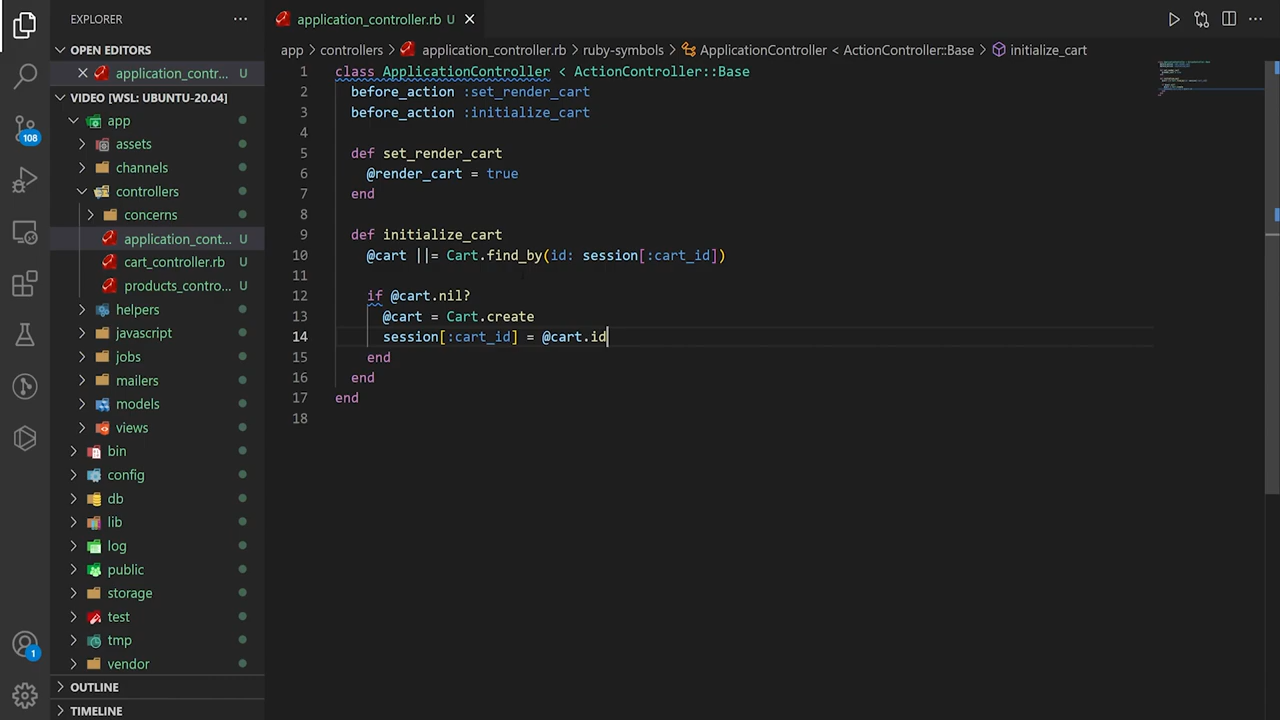 EXPLORER
OPEN EDITORS
application_contr... U
VIDEO [WSL: UBUNTU-20.04]
app
assets
channels
controllers
concerns
application_cont... U
cart_controller.rb U
products_contro... U
helpers
javascript
jobs
mailers
models
views
bin
config
db
lib
log
public
storage
test
tmp
vendor
OUTLINE
TIMELINE
108
1
application_controller.rb U
app > controllers > application_controller.rb > ruby-symbols > ApplicationController < ActionController::Base > initialize_cart
1 class ApplicationController < ActionController::Base
2 before_action :set_render_cart
3 before_action :initialize_cart
4
5 def set_render_cart
6 @render_cart = true
7 end
8
9 def initialize_cart
10 @cart ||= Cart.find_by(id: session[:cart_id])
11
12 if @cart.nil?
13 @cart = Cart.create
14 session[:cart_id] = @cart.id
15 end
16 end
17 end
18